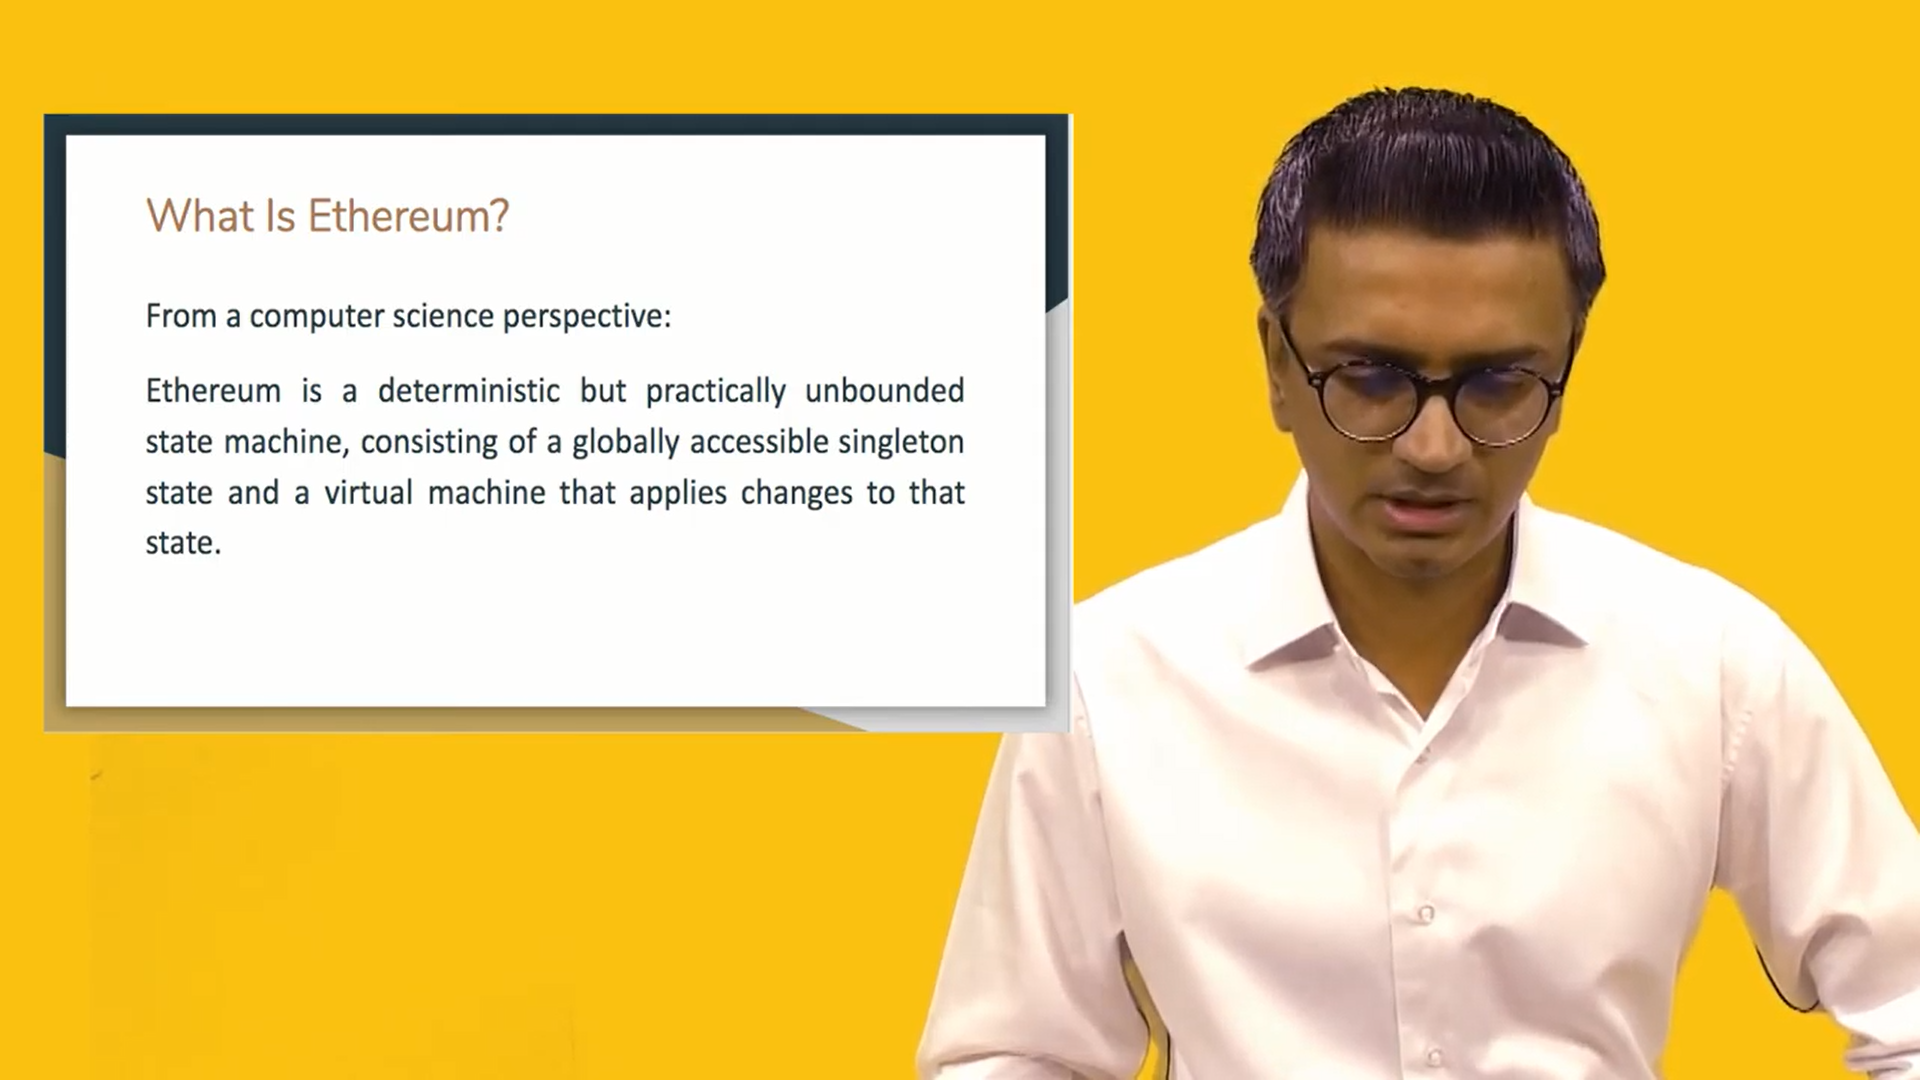 What Is Ethereum?
From a computer science perspective:
Ethereum is a deterministic but practically unbounded
state machine, consisting of a globally accessible singleton
state and a virtual machine that applies changes to that
state.